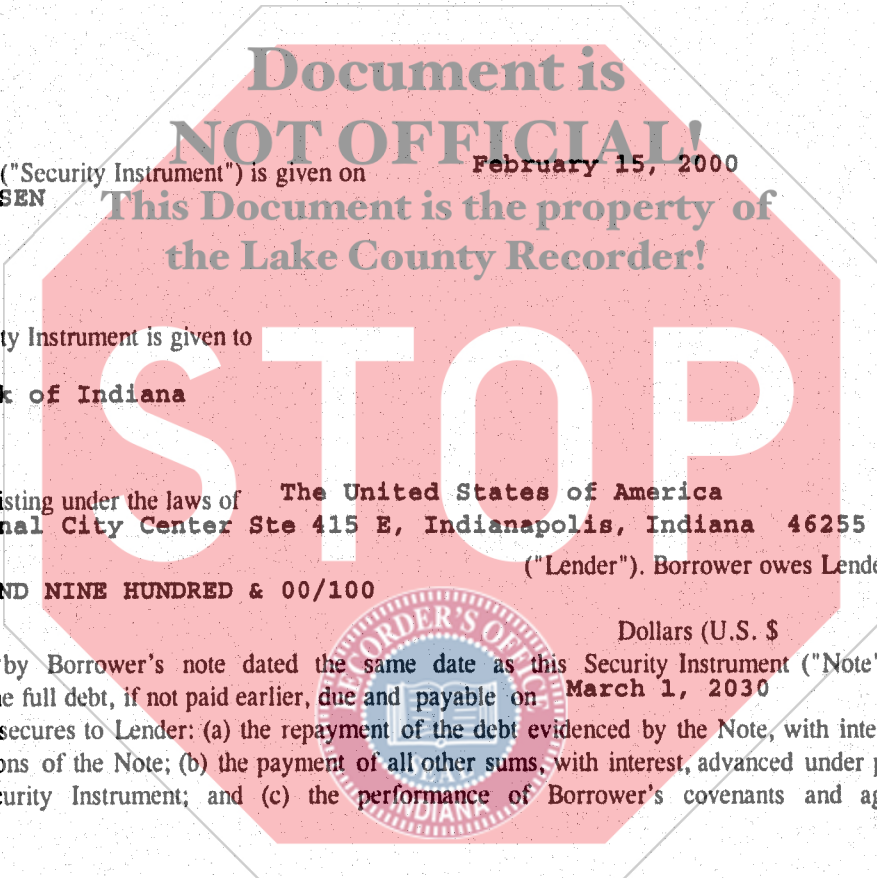 Document is
NOT OFFICIAL!
("Security Instrument") is given on February 15, 2000
SEN
This Document is the property of
the Lake County Recorder!
ty Instrument is given to
STOP
k of Indiana
isting under the laws of The United States of America
nal City Center Ste 415 E, Indianapolis, Indiana 46255
("Lender"). Borrower owes Lende
ND NINE HUNDRED & 00/100
RECORDER'S OFFICE
Dollars (U.S. $
by Borrower's note dated the same date as this Security Instrument ("Note"
e full debt, if not paid earlier, due and payable on March 1, 2030
secures to Lender: (a) the repayment of the debt evidenced by the Note, with inte
ons of the Note; (b) the payment of all other sums, with interest, advanced under p
SEAL
curity Instrument; and (c) the performance of Borrower's covenants and ag
INDIANA